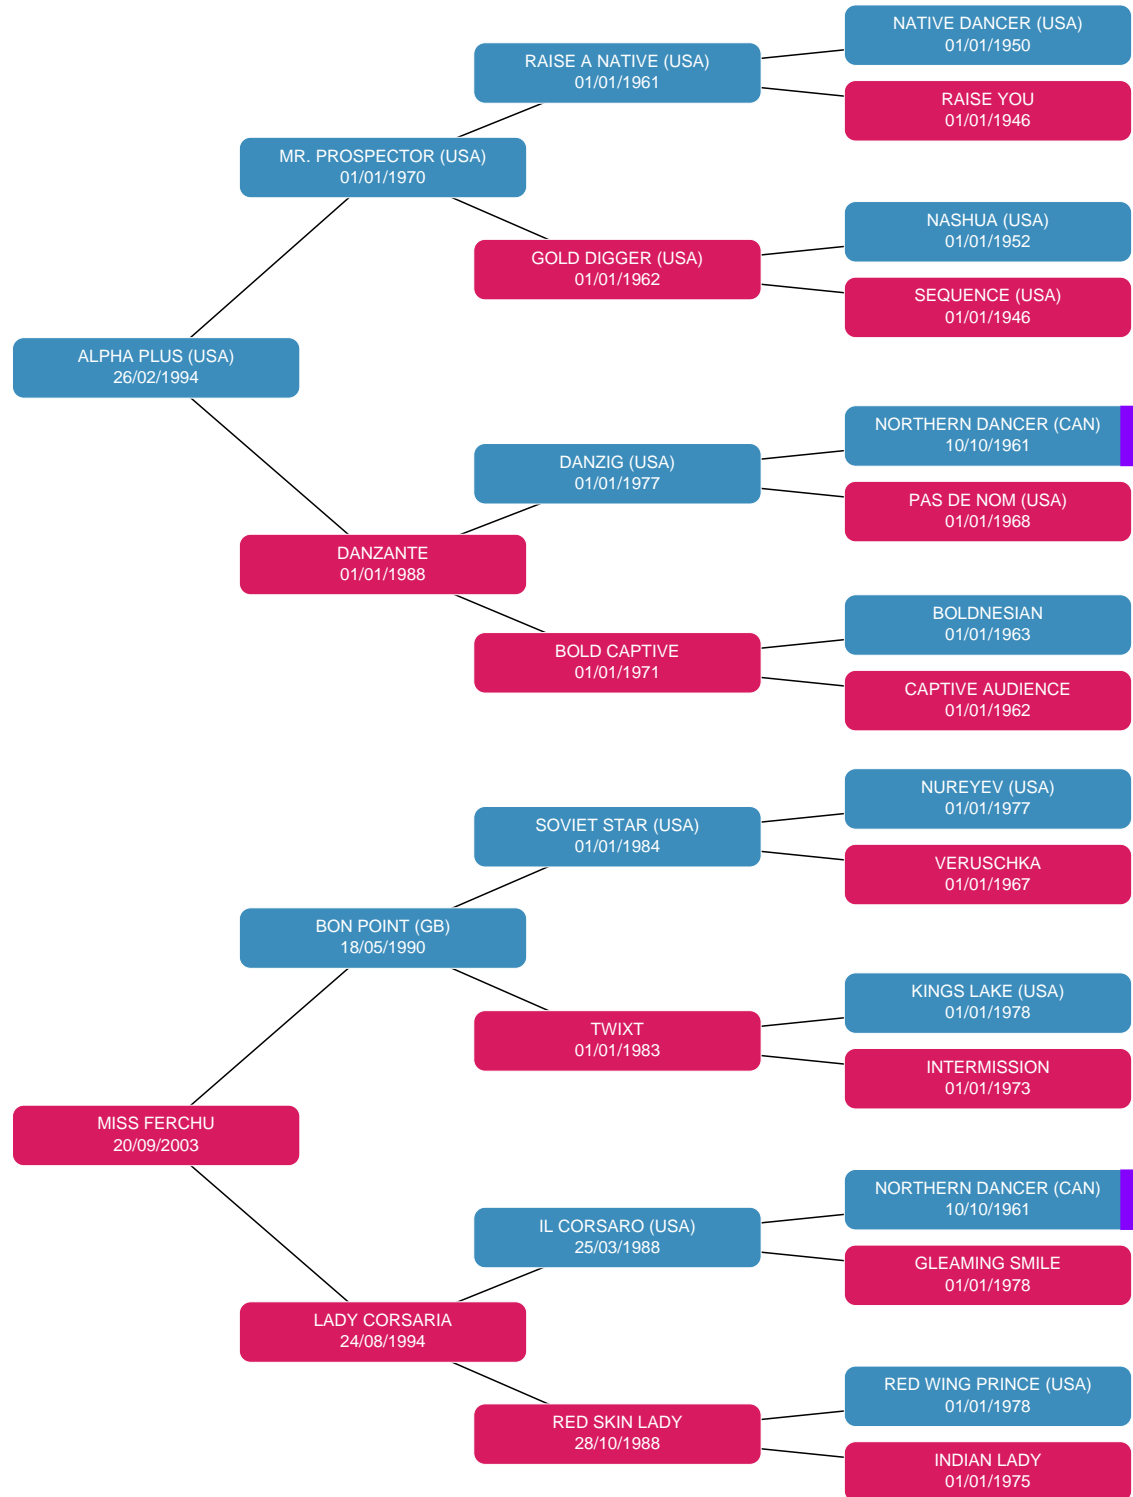 NATIVE DANCER (USA)
01/01/1950
RAISE A NATIVE (USA)
01/01/1961
RAISE YOU
01/01/1946
MR. PROSPECTOR (USA)
01/01/1970
NASHUA (USA)
01/01/1952
GOLD DIGGER (USA)
01/01/1962
SEQUENCE (USA)
01/01/1946
ALPHA PLUS (USA)
26/02/1994
NORTHERN DANCER (CAN)
10/10/1961
DANZIG (USA)
01/01/1977
PAS DE NOM (USA)
01/01/1968
DANZANTE
01/01/1988
BOLDNESIAN
01/01/1963
BOLD CAPTIVE
01/01/1971
CAPTIVE AUDIENCE
01/01/1962
NUREYEV (USA)
01/01/1977
SOVIET STAR (USA)
01/01/1984
VERUSCHKA
01/01/1967
BON POINT (GB)
18/05/1990
KINGS LAKE (USA)
01/01/1978
TWIXT
01/01/1983
INTERMISSION
01/01/1973
MISS FERCHU
20/09/2003
NORTHERN DANCER (CAN)
10/10/1961
IL CORSARO (USA)
25/03/1988
GLEAMING SMILE
01/01/1978
LADY CORSARIA
24/08/1994
RED WING PRINCE (USA)
01/01/1978
RED SKIN LADY
28/10/1988
INDIAN LADY
01/01/1975